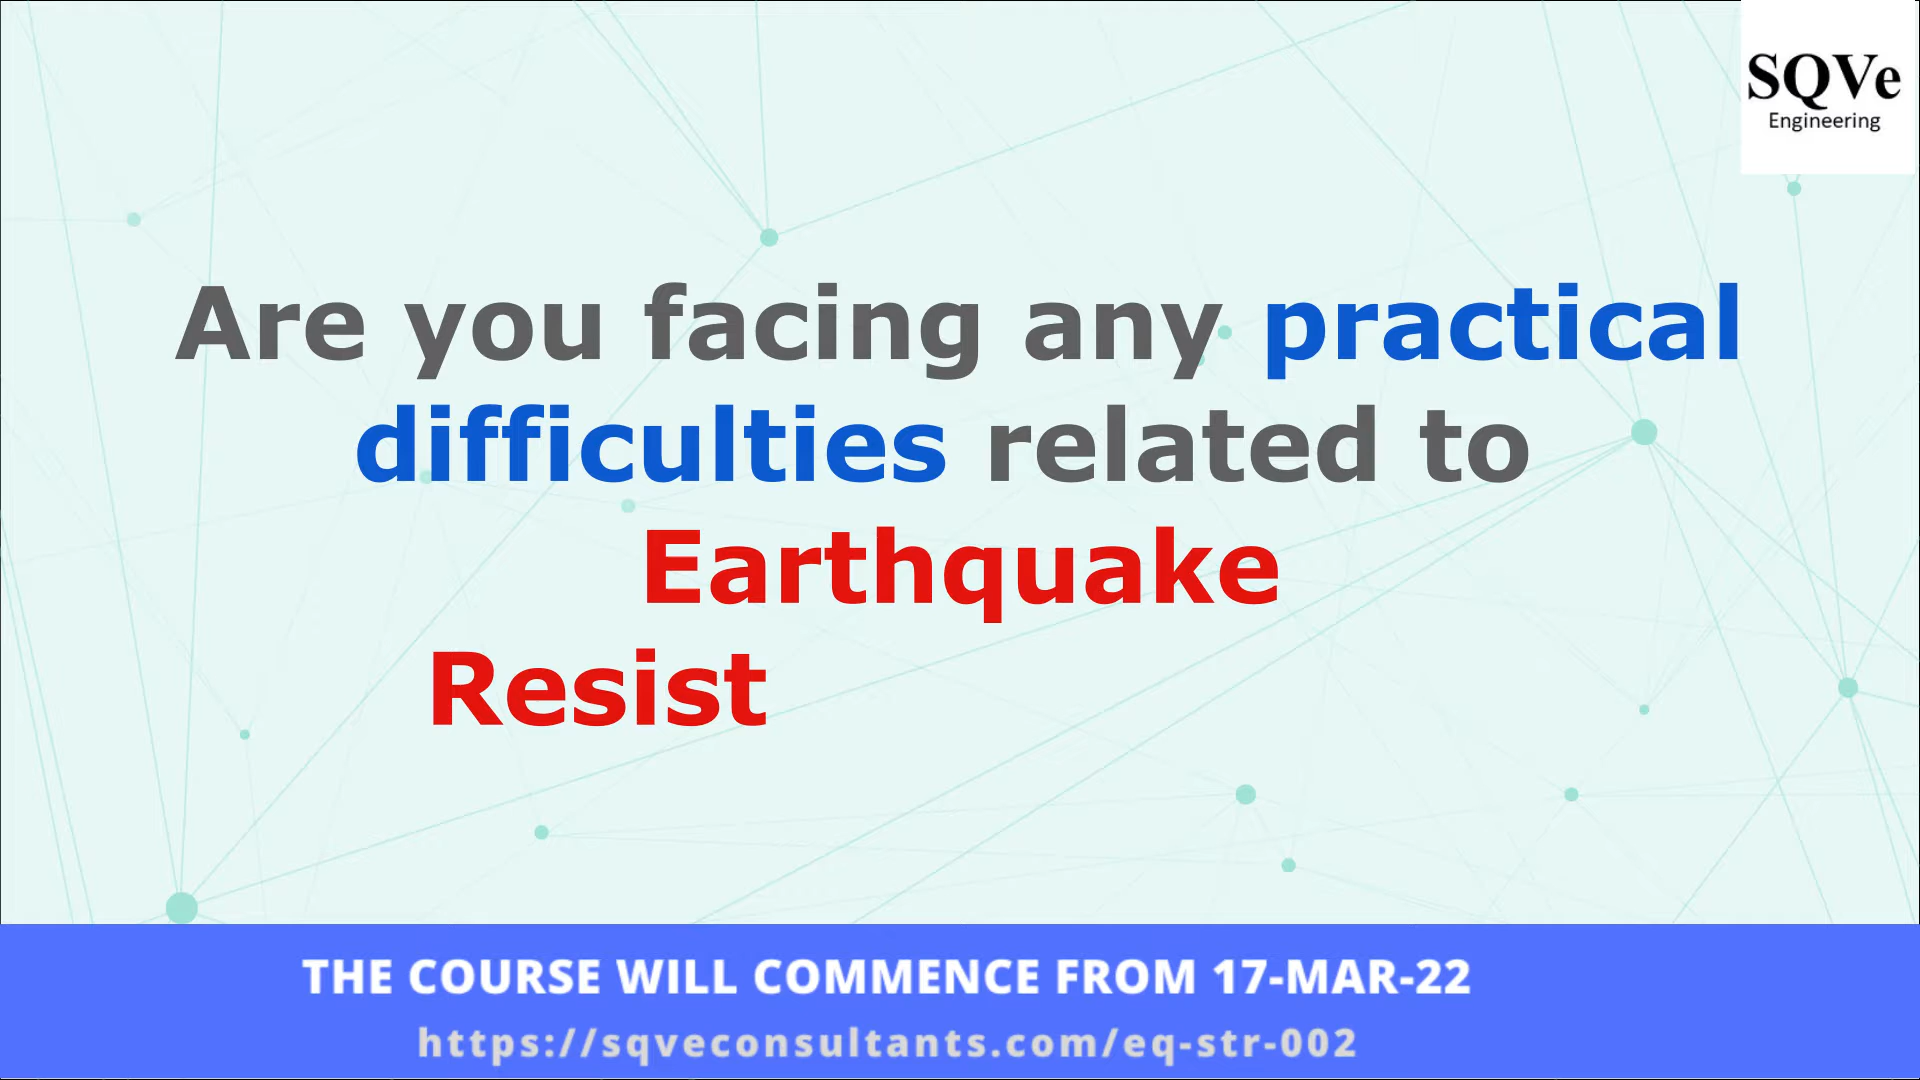 SQVe
Engineering
Are you facing any practical
difficulties related to
Earthquake
Resist
THE COURSE WILL COMMENCE FROM 17-MAR-22
https://sqveconsultants.com/eq-str-002